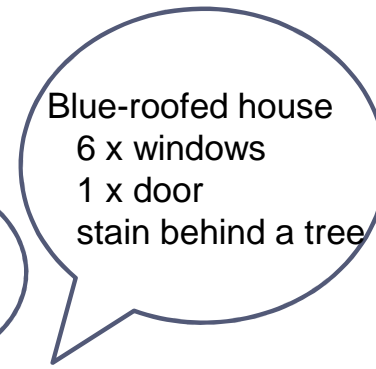 Blue-roofed house
6 x windows
1 x door
stain behind a tree